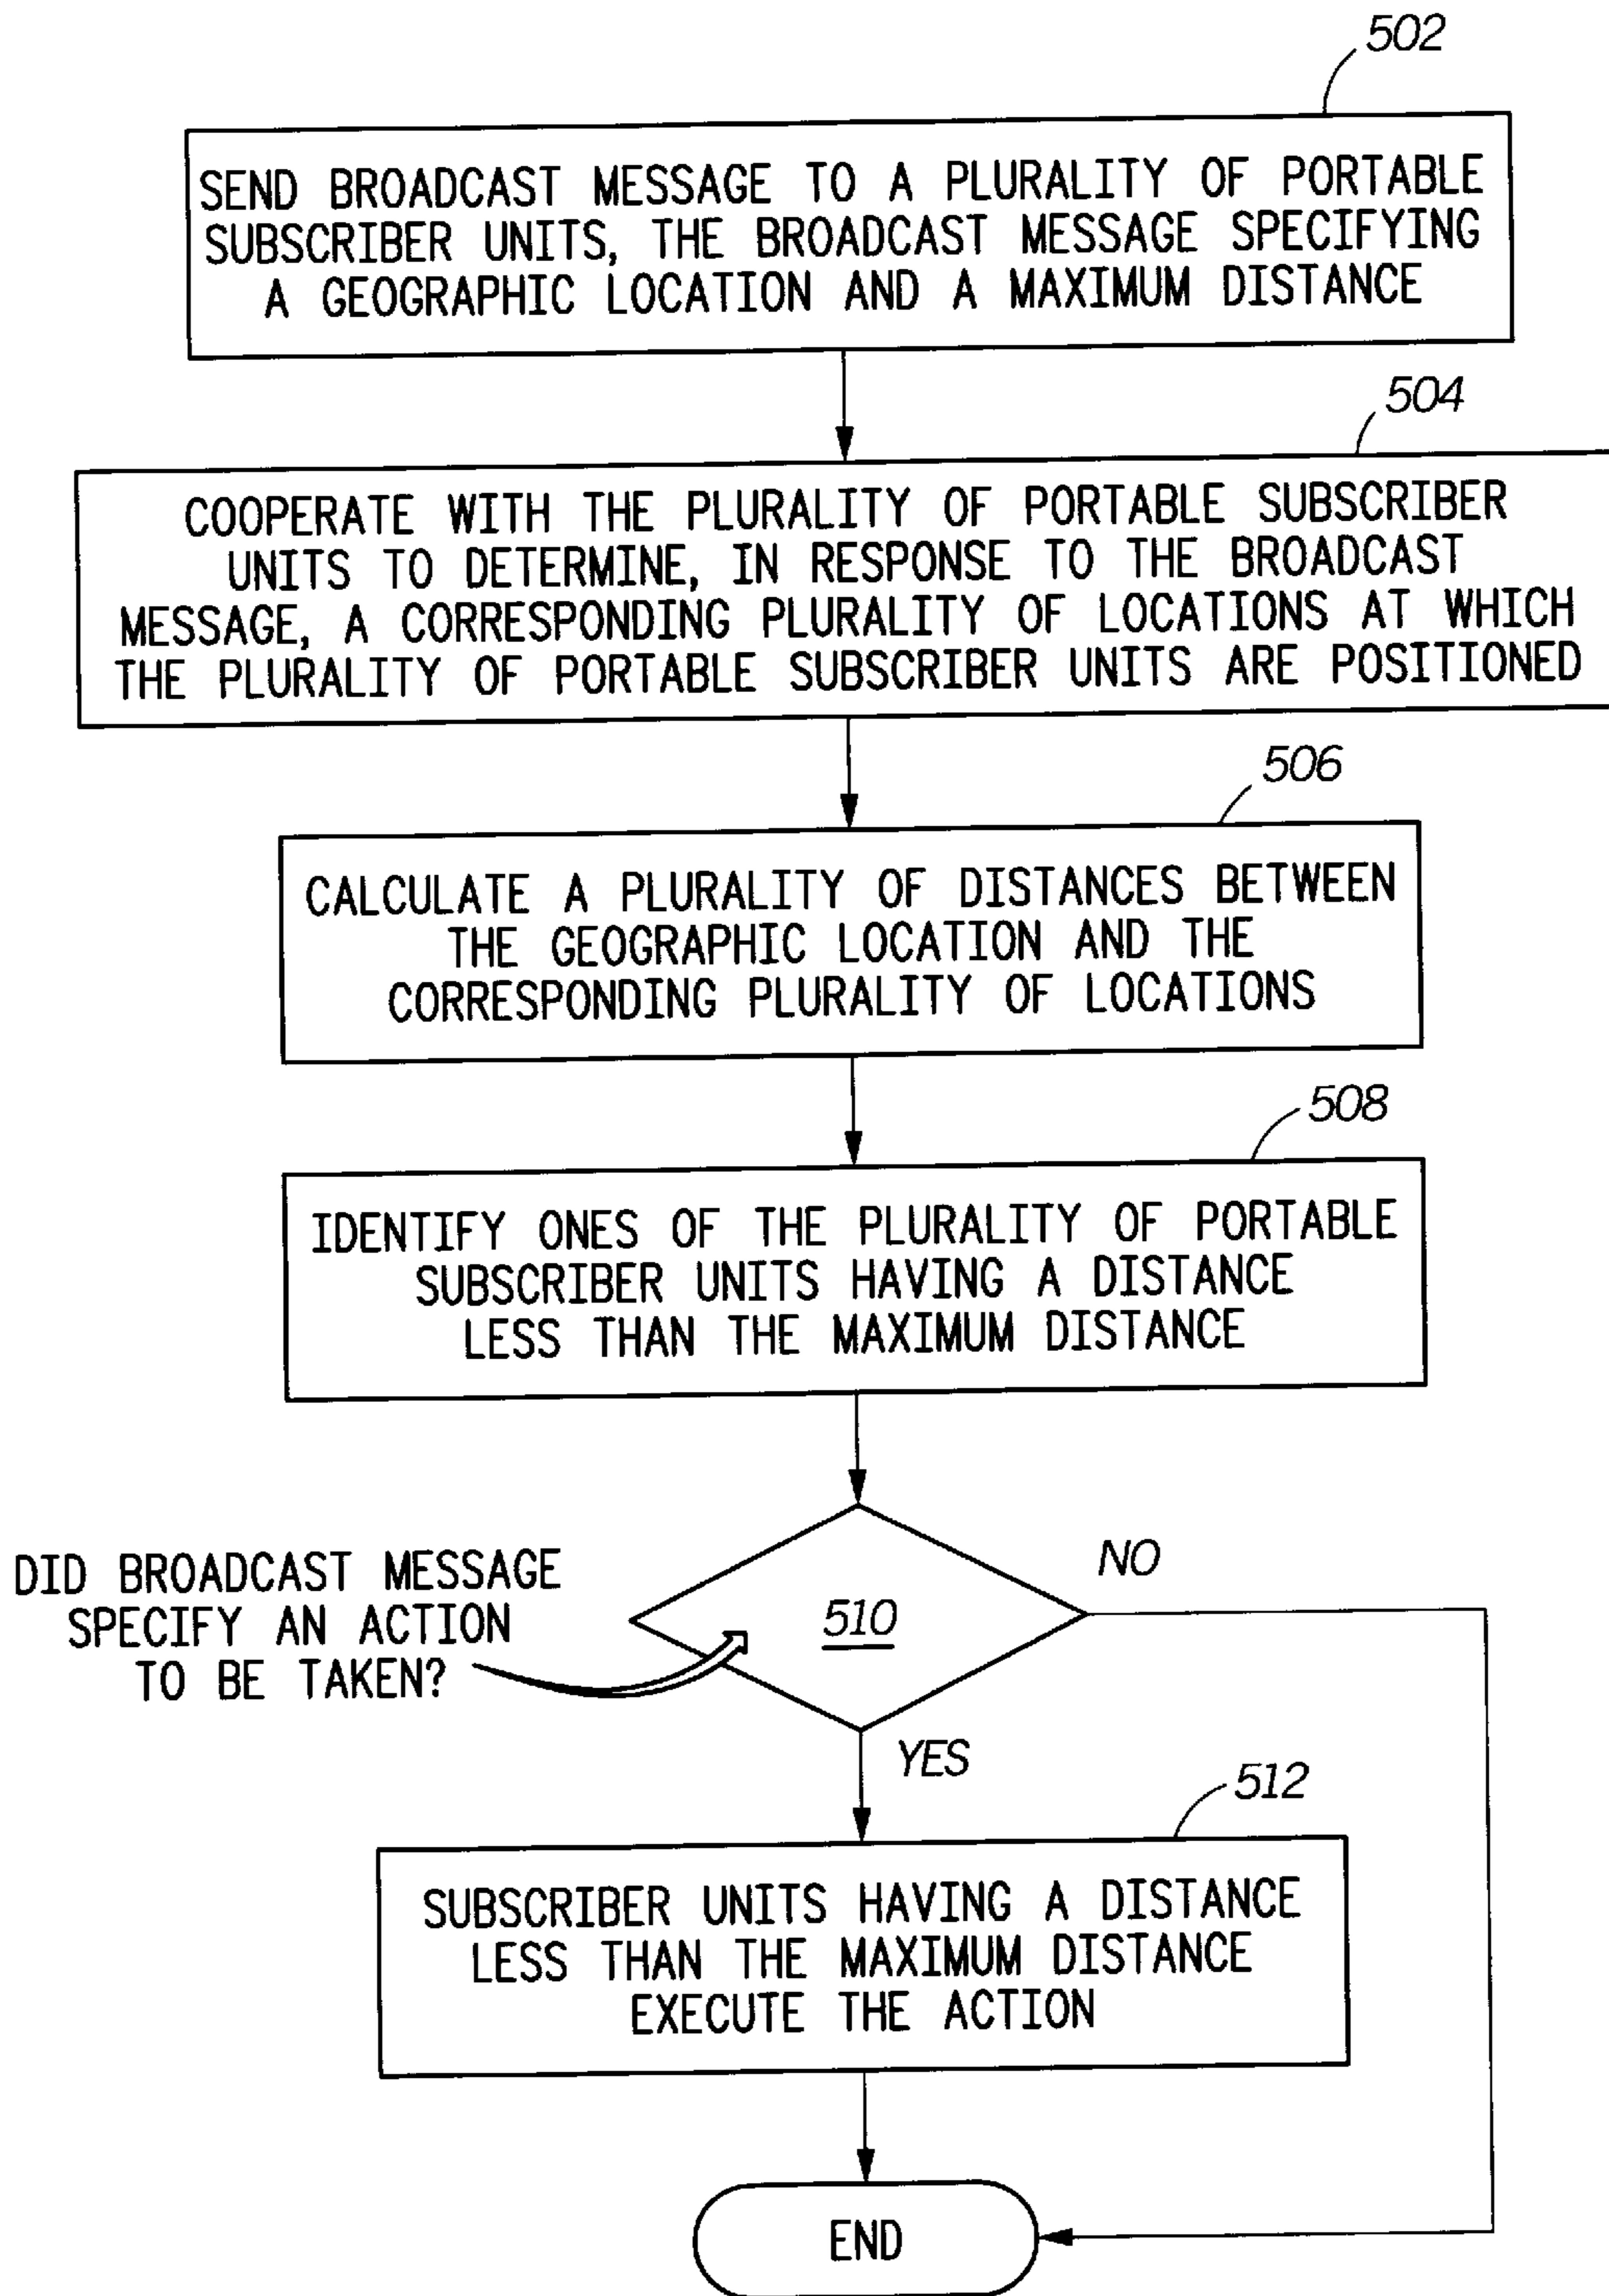 502
SEND BROADCAST MESSAGE TO A PLURALITY OF PORTABLE
SUBSCRIBER UNITS, THE BROADCAST MESSAGE SPECIFYING
A GEOGRAPHIC LOCATION AND A MAXIMUM DISTANCE
504
COOPERATE WITH THE PLURALITY OF PORTABLE SUBSCRIBER
UNITS TO DETERMINE, IN RESPONSE TO THE BROADCAST
MESSAGE, A CORRESPONDING PLURALITY OF LOCATIONS AT WHICH
THE PLURALITY OF PORTABLE SUBSCRIBER UNITS ARE POSITIONED
506
CALCULATE A PLURALITY OF DISTANCES BETWEEN
THE GEOGRAPHIC LOCATION AND THE
CORRESPONDING PLURALITY OF LOCATIONS
508
IDENTIFY ONES OF THE PLURALITY OF PORTABLE
SUBSCRIBER UNITS HAVING A DISTANCE
LESS THAN THE MAXIMUM DISTANCE
DID BROADCAST MESSAGE
SPECIFY AN ACTION
TO BE TAKEN?
510
NO
YES
512
SUBSCRIBER UNITS HAVING A DISTANCE
LESS THAN THE MAXIMUM DISTANCE
EXECUTE THE ACTION
END